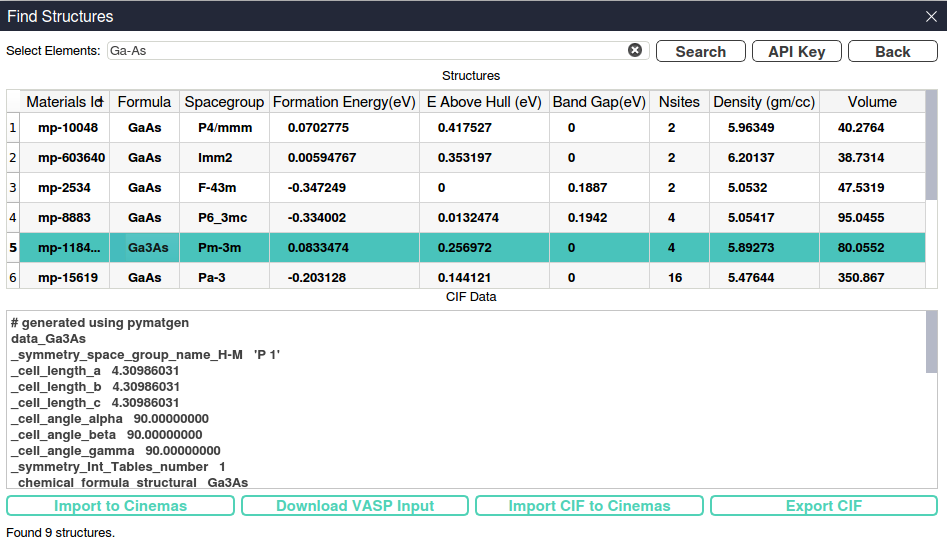 Find Structures
Select Elements: Ga-As Search API Key Back
Structures
Materials Id Formula Spacegroup Formation Energy(eV) E Above Hull (eV) Band Gap(eV) Nsites Density (gm/cc) Volume
1 mp-10048 GaAs P4/mmm 0.0702775 0.417527 0 2 5.96349 40.2764
2 mp-603640 GaAs Imm2 0.00594767 0.353197 0 2 6.20137 38.7314
3 mp-2534 GaAs F-43m -0.347249 0 0.1887 2 5.0532 47.5319
4 mp-8883 GaAs P6_3mc -0.334002 0.0132474 0.1942 4 5.05417 95.0455
5 mp-1184... Ga3As Pm-3m 0.0833474 0.256972 0 4 5.89273 80.0552
6 mp-15619 GaAs Pa-3 -0.203128 0.144121 0 16 5.47644 350.867
CIF Data
# generated using pymatgen
data_Ga3As
_symmetry_space_group_name_H-M 'P 1'
_cell_length_a 4.30986031
_cell_length_b 4.30986031
_cell_length_c 4.30986031
_cell_angle_alpha 90.00000000
_cell_angle_beta 90.00000000
_cell_angle_gamma 90.00000000
_symmetry_Int_Tables_number 1
_chemical_formula_structural Ga3As
Import to Cinemas Download VASP Input Import CIF to Cinemas Export CIF
Found 9 structures.